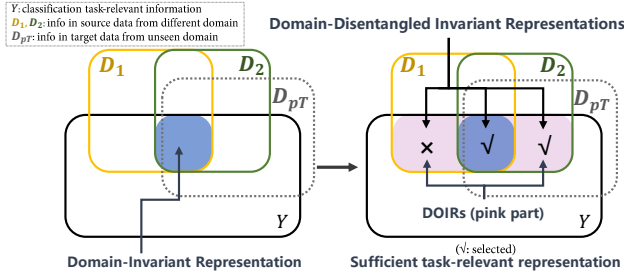 Y: classification task-relevant information
D1, D2: info in source data from different domain
DpT: info in target data from unseen domain
Domain-Disentangled Invariant Representations
D1
D2
DpT
Y
Domain-Invariant Representation
D1
D2
DpT
× √ √
DOIRs (pink part)
Y
(√: selected)
Sufficient task-relevant representation